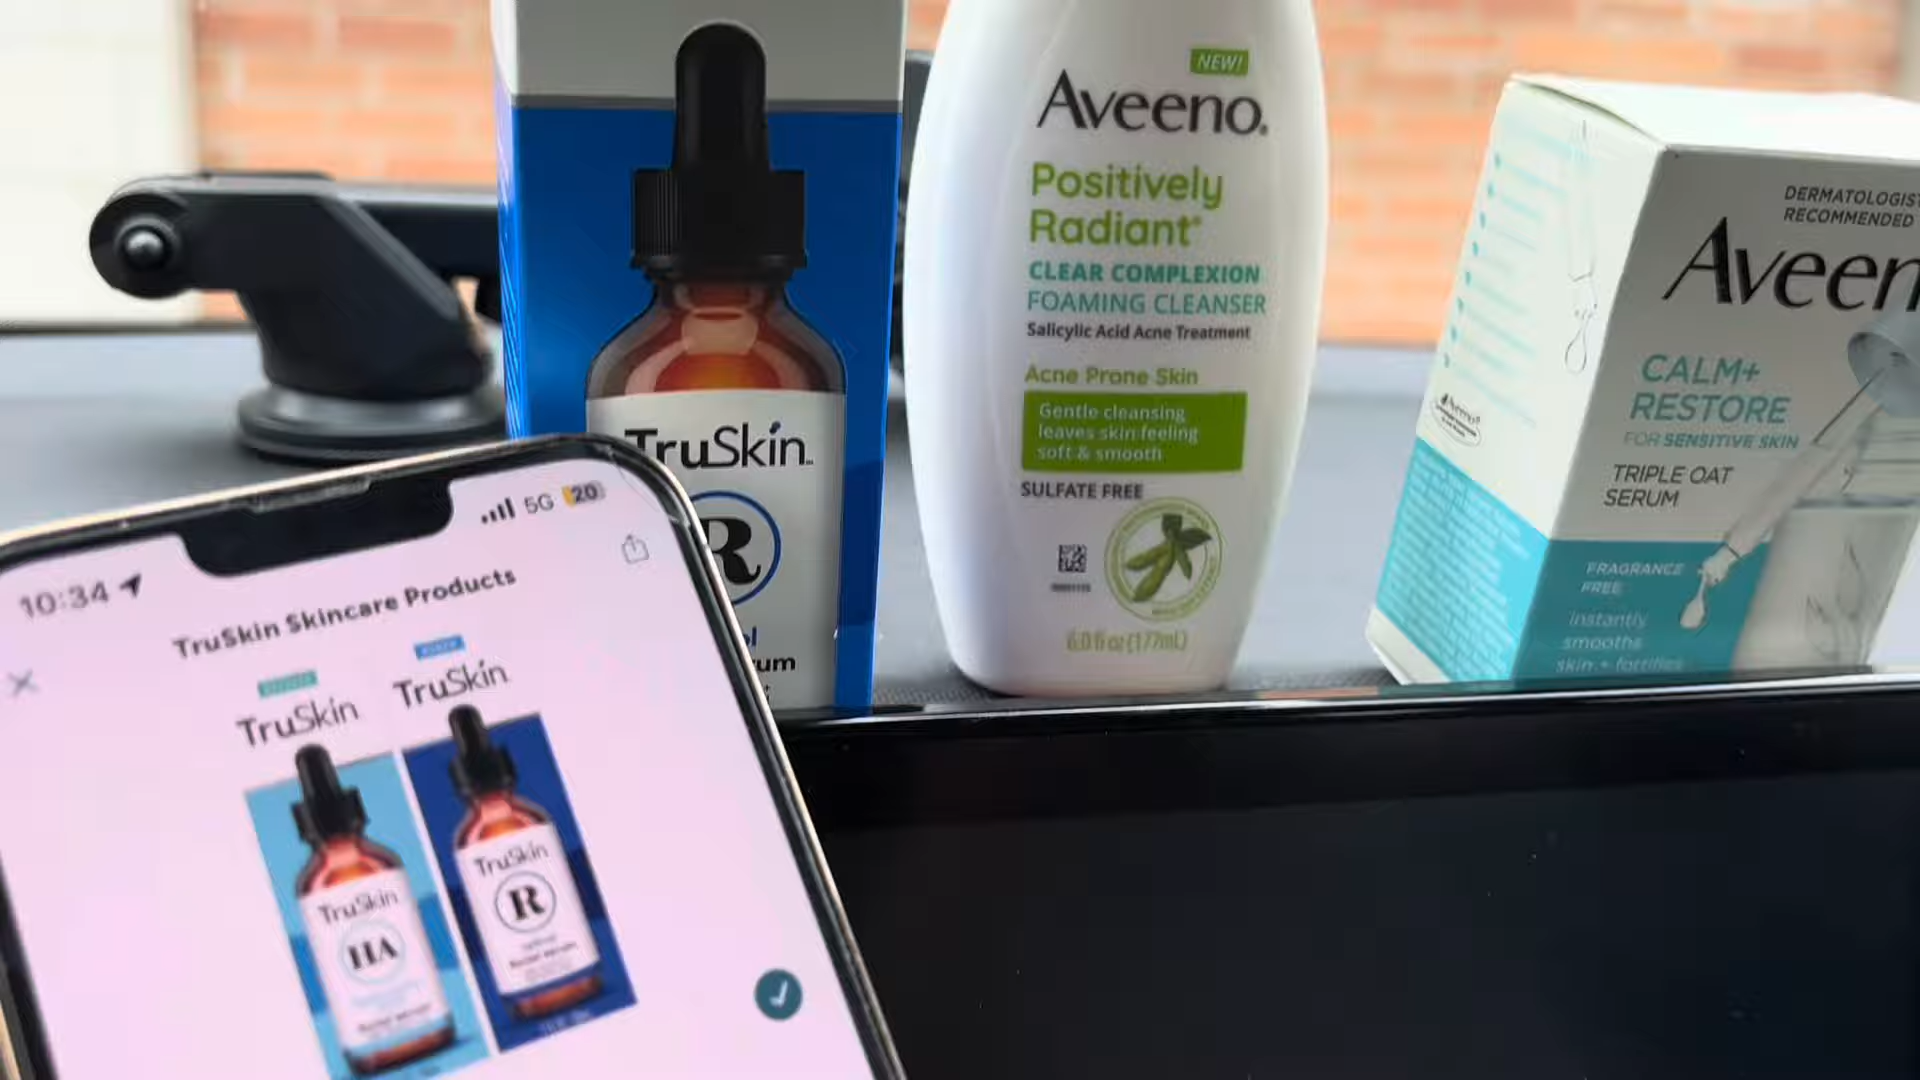 NEW!
Aveeno.
Positively
Radiant®
CLEAR COMPLEXION
FOAMING CLEANSER
Salicylic Acid Acne Treatment
Acne Prone Skin
Gentle cleansing
leaves skin feeling
soft & smooth
SULFATE FREE
6.0 fl oz (177mL)
DERMATOLOGIST
RECOMMENDED
Aveen
CALM+
RESTORE
FOR SENSITIVE SKIN
TRIPLE OAT
SERUM
FRAGRANCE
FREE
instantly
smooths
skin + fortifies
TruSkin
R
l
um
10:34
5G
20
TruSkin Skincare Products
TruSkin
TruSkin
TruSkin
HA
TruSkin
R